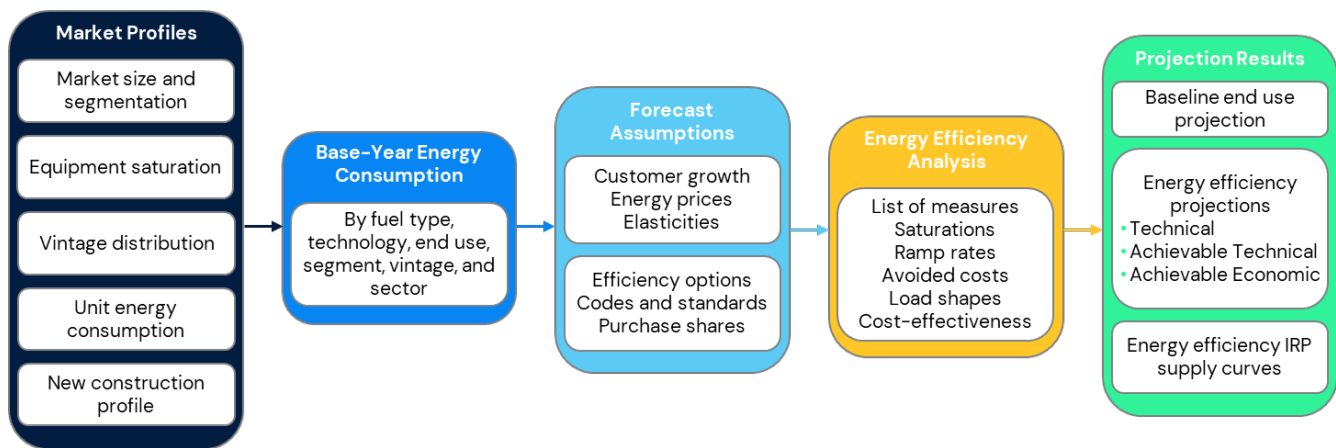 Market Profiles
Market size and
segmentation
Equipment saturation
Vintage distribution
Unit energy
consumption
New construction
profile
Base-Year Energy
Consumption
By fuel type,
technology, end use,
segment, vintage, and
sector
Forecast
Assumptions
Customer growth
Energy prices
Elasticities
Efficiency options
Codes and standards
Purchase shares
Energy Efficiency
Analysis
List of measures
Saturations
Ramp rates
Avoided costs
Load shapes
Cost-effectiveness
Projection Results
Baseline end use
projection
Energy efficiency
projections
• Technical
• Achievable Technical
• Achievable Economic
Energy efficiency IRP
supply curves